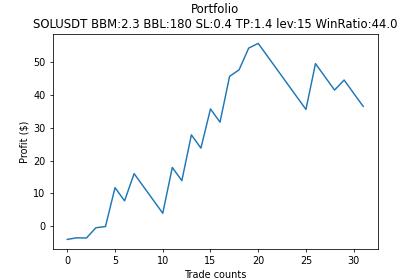 Portfolio
SOLUSDT BBM:2.3 BBL:180 SL:0.4 TP:1.4 lev:15 WinRatio:44.0
Profit ($)
50
40
30
20
10
0
0 5 10 15 20 25 30
Trade counts